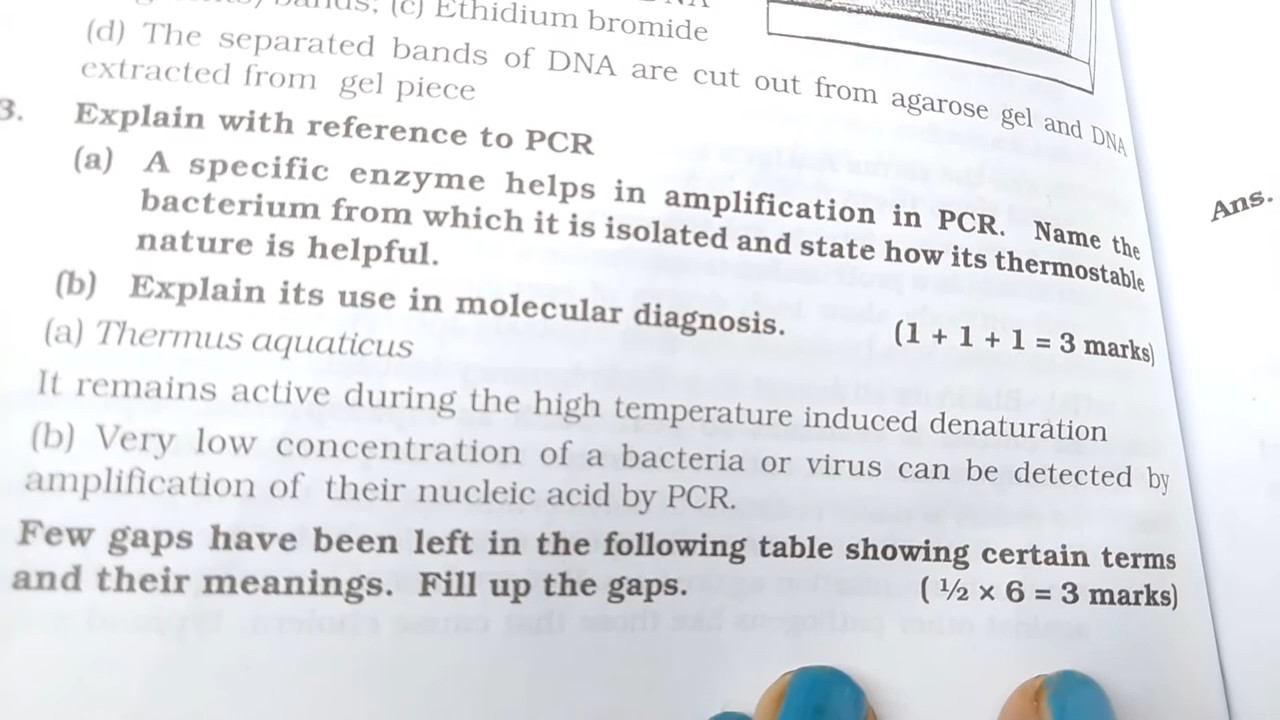 bands; (c) Ethidium bromide
(d) The separated bands of DNA are cut out from agarose gel and DNA
extracted from gel piece
3. Explain with reference to PCR
(a) A specific enzyme helps in amplification in PCR. Name the
bacterium from which it is isolated and state how its thermostable
nature is helpful.
(b) Explain its use in molecular diagnosis. (1 + 1 + 1 = 3 marks)
(a) Thermus aquaticus
It remains active during the high temperature induced denaturation
(b) Very low concentration of a bacteria or virus can be detected by
amplification of their nucleic acid by PCR.
Few gaps have been left in the following table showing certain terms
and their meanings. Fill up the gaps. ( ½ × 6 = 3 marks)
Ans.